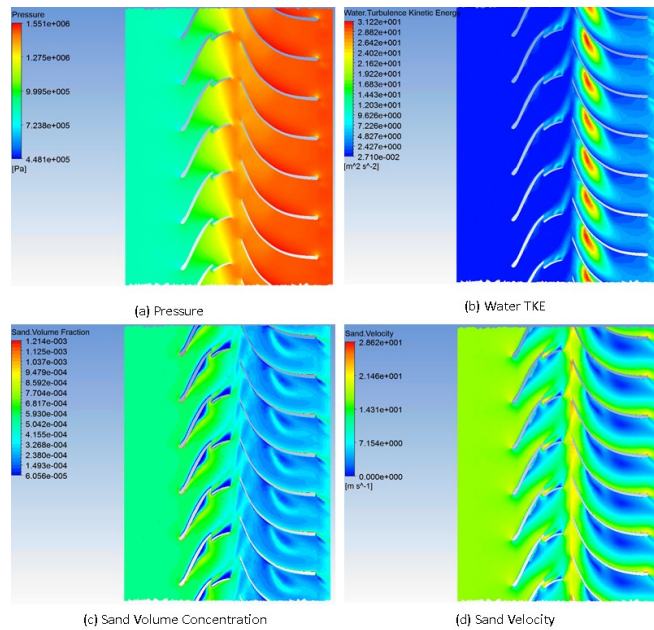 Pressure
1.551e+006
1.275e+006
9.995e+005
7.238e+005
4.481e+005
[Pa]
(a) Pressure
Water.Turbulence Kinetic Energ
3.122e+001
2.882e+001
2.642e+001
2.402e+001
2.162e+001
1.922e+001
1.683e+001
1.443e+001
1.203e+001
9.626e+000
7.226e+000
4.827e+000
2.427e+000
2.710e-002
[m^2 s^-2]
(b) Water TKE
Sand.Volume Fraction
1.214e-003
1.125e-003
1.037e-003
9.479e-004
8.592e-004
7.704e-004
6.817e-004
5.930e-004
5.042e-004
4.155e-004
3.268e-004
2.380e-004
1.493e-004
6.056e-005
(c) Sand Volume Concentration
Sand.Velocity
2.862e+001
2.146e+001
1.431e+001
7.154e+000
0.000e+000
[m s^-1]
(d) Sand Velocity